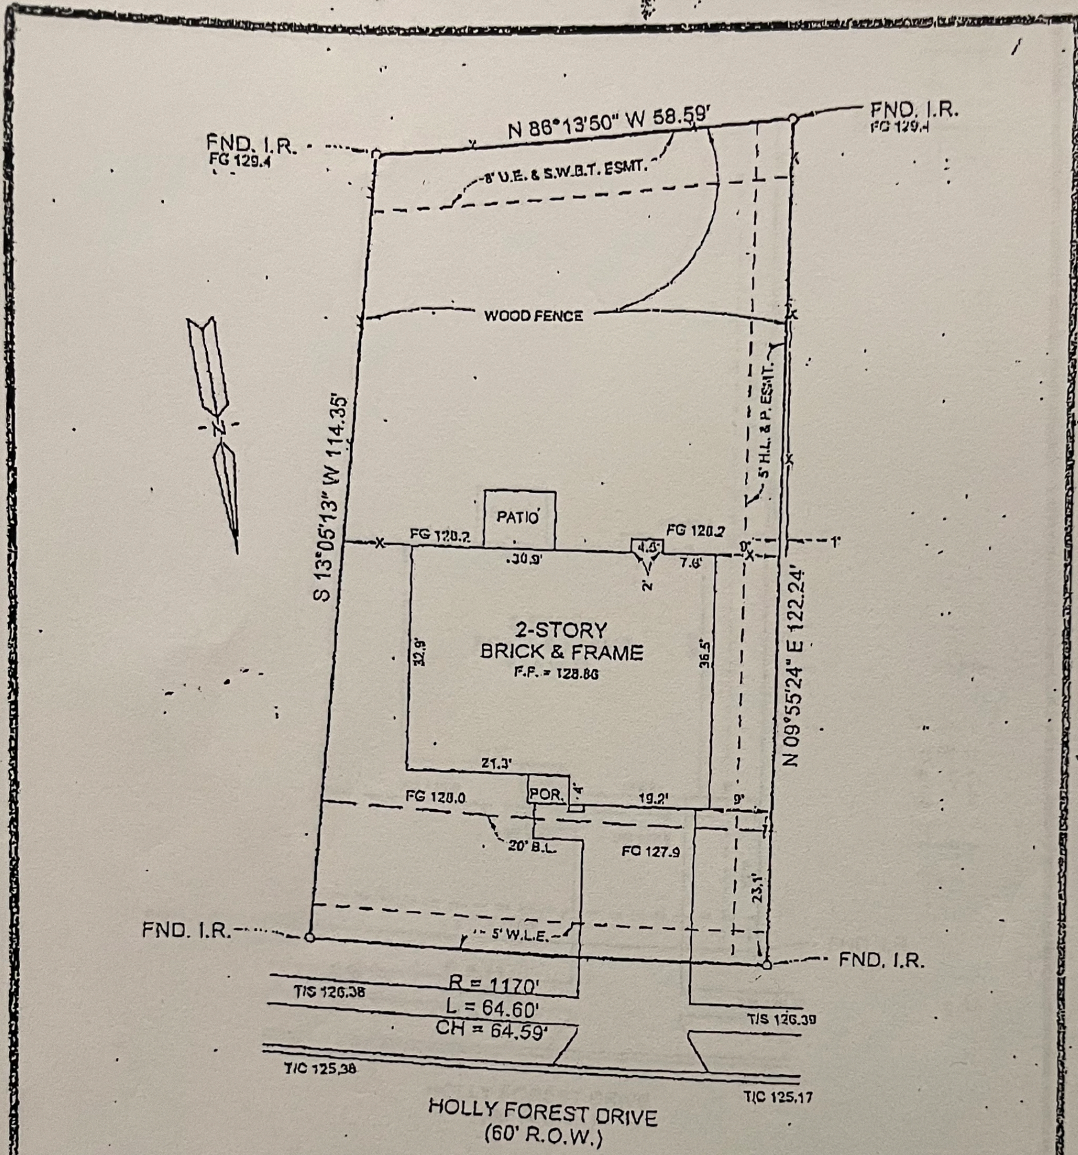 N 86°13'50" W 58.59'
FND. I.R.
FG 129.4
FND. I.R.
FG 129.4
8' U.E. & S.W.B.T. ESMT.
WOOD FENCE
N
S 13°05'13" W 114.35'
5' H.L. & P. ESMT.
PATIO
FG 128.2
FG 128.2
30.9'
7.6'
2'
1'
2-STORY
BRICK & FRAME
F.F. = 128.86
32.9'
36.5'
N 09°55'24" E 122.24'
21.3'
POR.
4'
19.2'
9'
FG 128.0
20' B.L.
FG 127.9
23.1'
5' W.L.E.
FND. I.R.
FND. I.R.
R = 1170'
L = 64.60'
CH = 64.59'
T/S 126.38
T/S 126.39
T/C 125.38
T/C 125.17
HOLLY FOREST DRIVE
(60' R.O.W.)